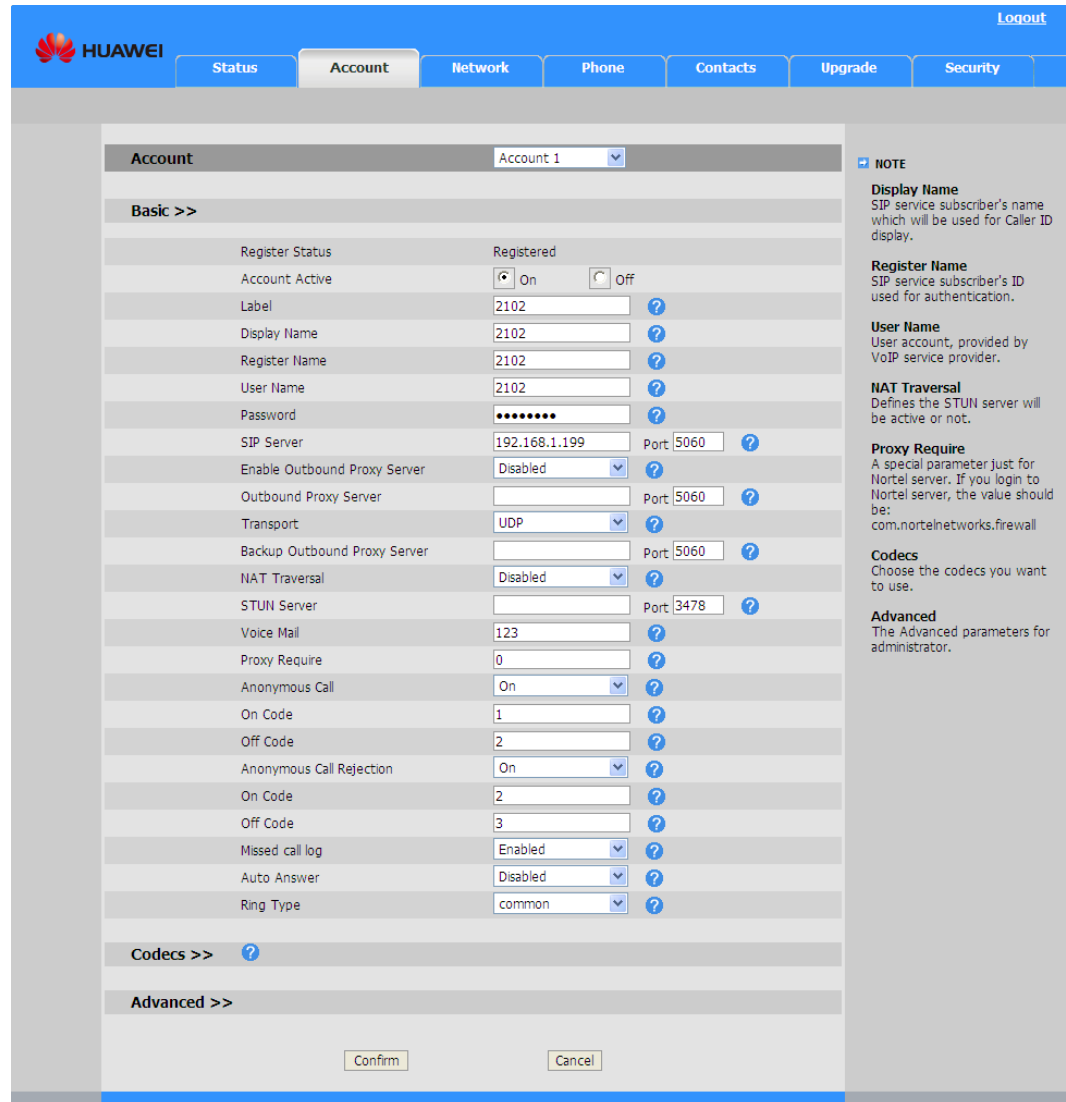 Logout
HUAWEI
Status Account Network Phone Contacts Upgrade Security
Account Account 1
Basic >>
Register Status Registered
Account Active On Off
Label 2102
Display Name 2102
Register Name 2102
User Name 2102
Password ••••••••
SIP Server 192.168.1.199 Port 5060
Enable Outbound Proxy Server Disabled
Outbound Proxy Server Port 5060
Transport UDP
Backup Outbound Proxy Server Port 5060
NAT Traversal Disabled
STUN Server Port 3478
Voice Mail 123
Proxy Require 0
Anonymous Call On
On Code 1
Off Code 2
Anonymous Call Rejection On
On Code 2
Off Code 3
Missed call log Enabled
Auto Answer Disabled
Ring Type common
Codecs >>
Advanced >>
Confirm Cancel
NOTE
Display Name
SIP service subscriber's name
which will be used for Caller ID
display.
Register Name
SIP service subscriber's ID
used for authentication.
User Name
User account, provided by
VoIP service provider.
NAT Traversal
Defines the STUN server will
be active or not.
Proxy Require
A special parameter just for
Nortel server. If you login to
Nortel server, the value should
be:
com.nortelnetworks.firewall
Codecs
Choose the codecs you want
to use.
Advanced
The Advanced parameters for
administrator.